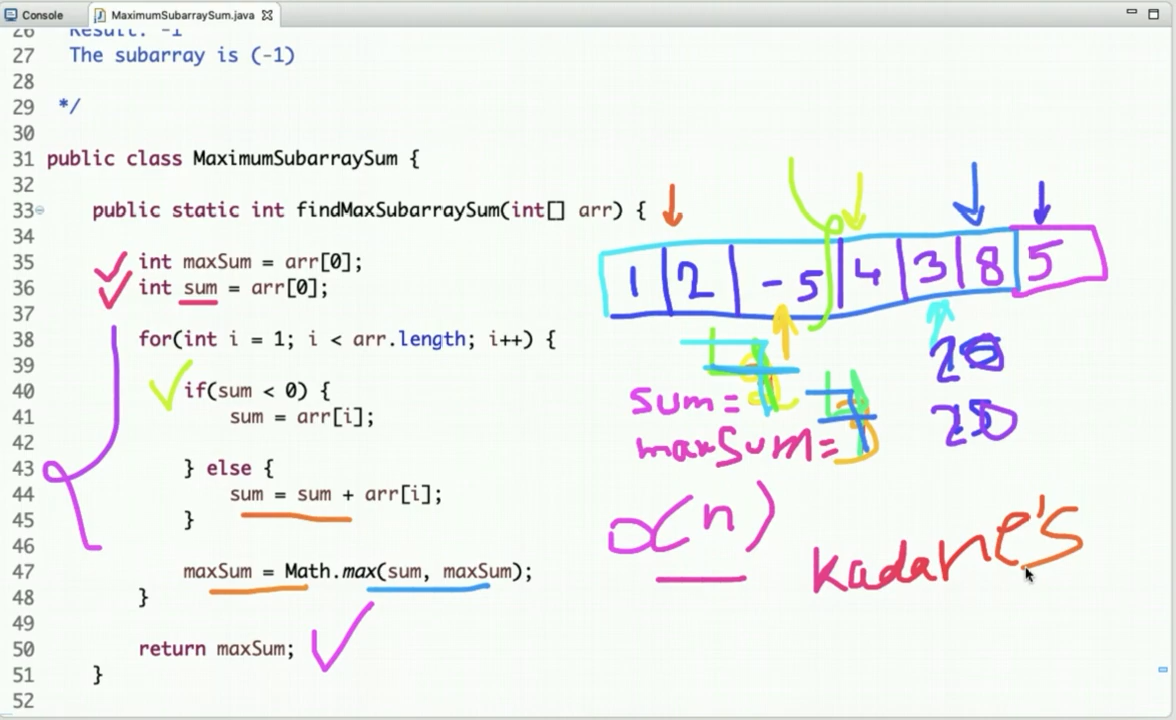 Console MaximumSubarraySum.java
26 Result: -1
27 The subarray is (-1)
28
29 */
30
31 public class MaximumSubarraySum {
32
33 public static int findMaxSubarraySum(int[] arr) {
34
35 int maxSum = arr[0];
36 int sum = arr[0];
37
38 for(int i = 1; i < arr.length; i++) {
39
40 if(sum < 0) {
41 sum = arr[i];
42
43 } else {
44 sum = sum + arr[i];
45 }
46
47 maxSum = Math.max(sum, maxSum);
48 }
49
50 return maxSum;
51 }
52
1 2 -5 4 3 8 5
20
sum =
20
maxSum =
O(n)
Kadane's